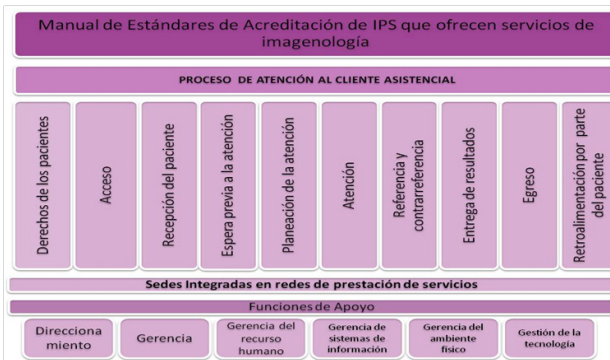 Manual de Estándares de Acreditación de IPS que ofrecen servicios de
imagenología
PROCESO DE ATENCIÓN AL CLIENTE ASISTENCIAL
Derechos de los pacientes
Acceso
Recepción del paciente
Espera previa a la atención
Planeación de la atención
Atención
Referencia y
contrarreferencia
Entrega de resultados
Egreso
Retroalimentación por parte
del paciente
Sedes Integradas en redes de prestación de servicios
Funciones de Apoyo
Direcciona
miento
Gerencia
Gerencia del
recurso
humano
Gerencia de
sistemas de
información
Gerencia del
ambiente
físico
Gestión de la
tecnología